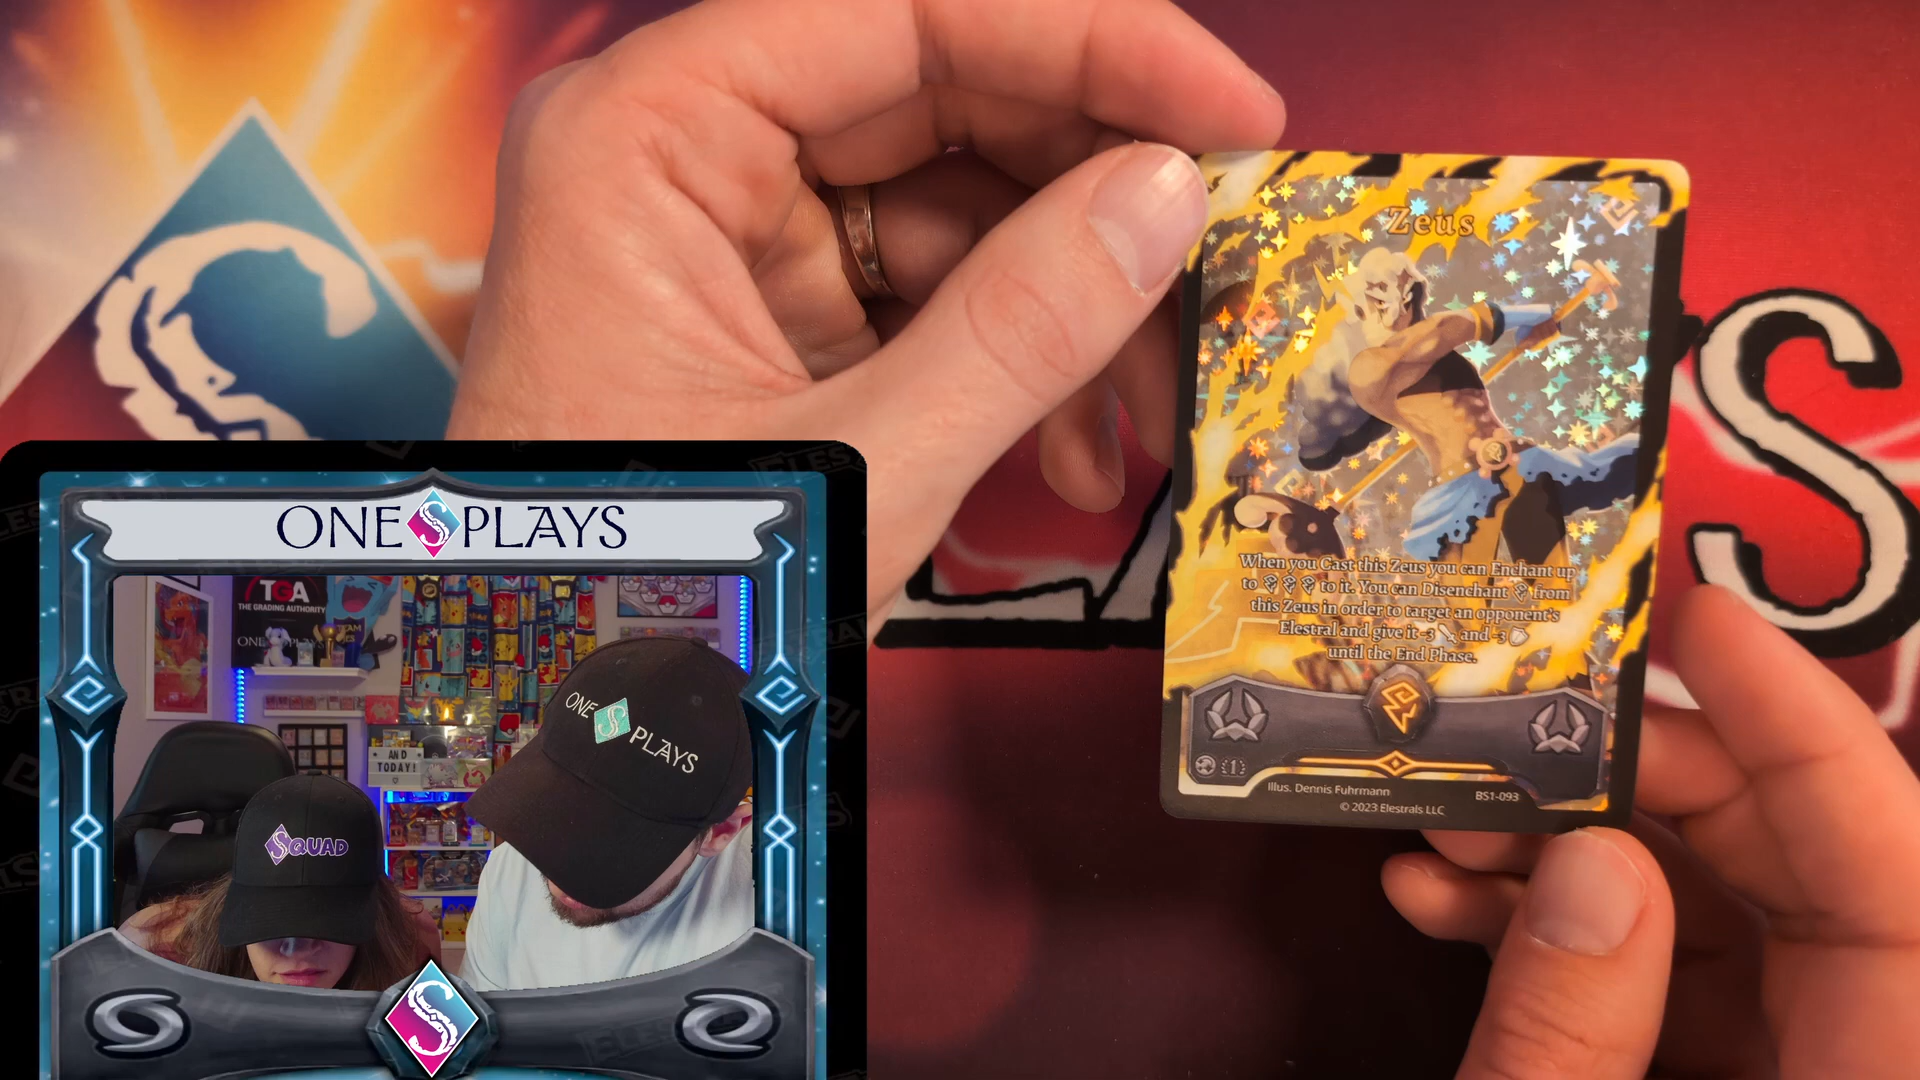 Zeus
When you Cast this Zeus you can Enchant up
to to it. You can Disenchant from
this Zeus in order to target an opponent's
Elestral and give it -3 and -3
until the End Phase.
{1}
Illus. Dennis Fuhrmann
BS1-093
© 2023 Elestrals LLC
ONE S PLAYS
TGA
THE GRADING AUTHORITY
AND
TODAY!
ONE S PLAYS
SQUAD
S
S